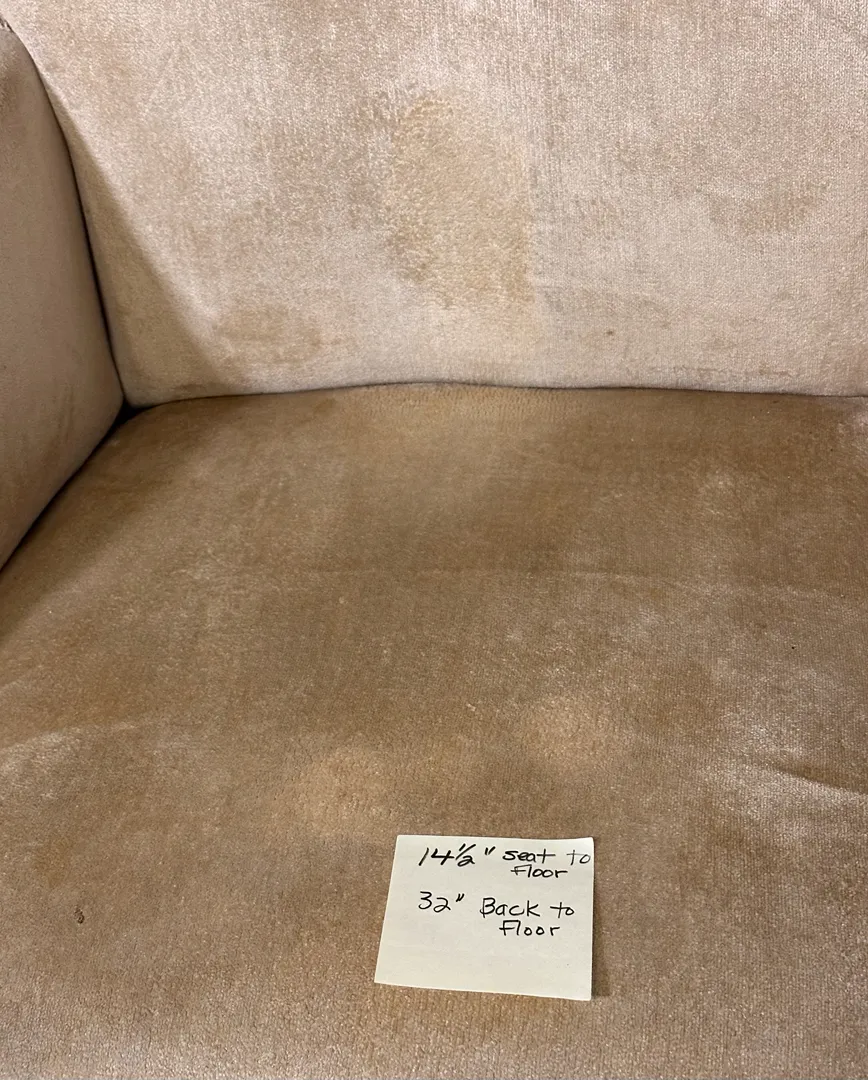 14½" seat to
Floor
32" Back to
Floor